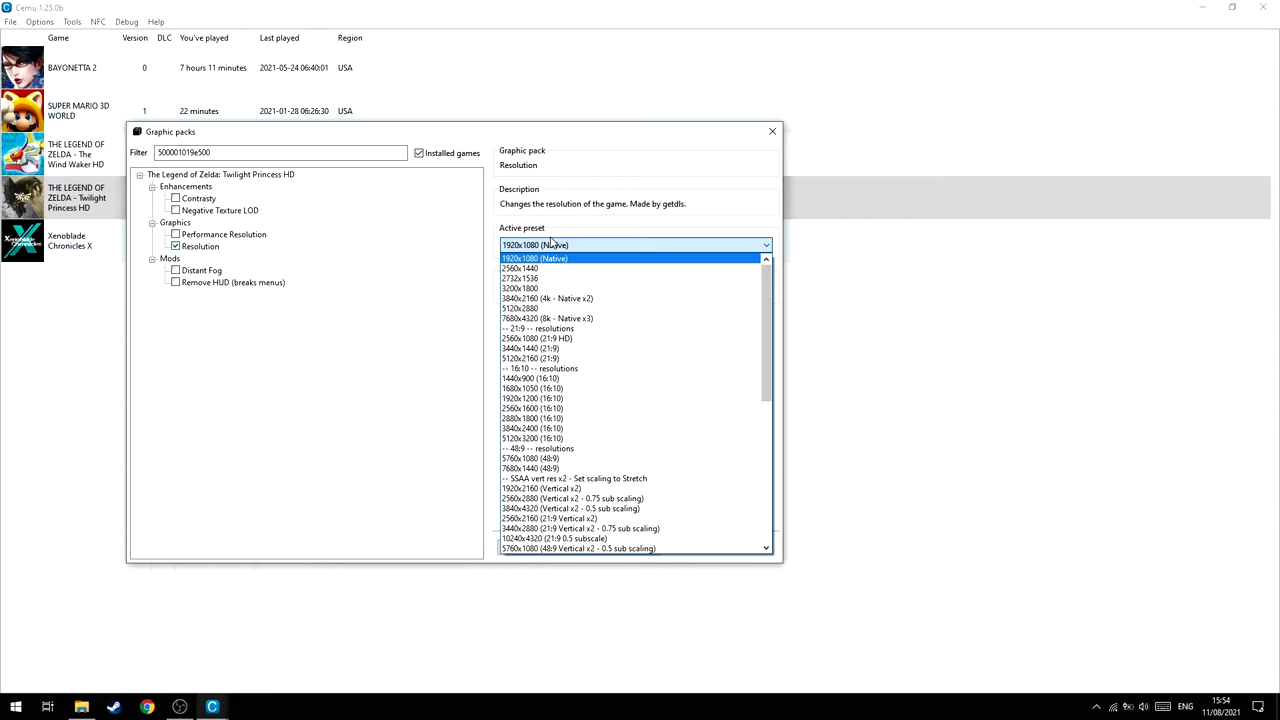 Cemu 1.25.0b
File Options Tools NFC Debug Help
Game Version DLC You've played Last played Region
BAYONETTA 2 0 7 hours 11 minutes 2021-05-24 06:40:01 USA
SUPER MARIO 3D
WORLD 1 22 minutes 2021-01-28 06:26:30 USA
THE LEGEND OF
ZELDA - The
Wind Waker HD
THE LEGEND OF
ZELDA - Twilight
Princess HD
Xenoblade
Chronicles X
Graphic packs
Filter 500001019e500 Installed games
The Legend of Zelda: Twilight Princess HD
Enhancements
Contrasty
Negative Texture LOD
Graphics
Performance Resolution
Resolution
Mods
Distant Fog
Remove HUD (breaks menus)
Graphic pack
Resolution
Description
Changes the resolution of the game. Made by getdls.
Active preset
1920x1080 (Native)
1920x1080 (Native)
2560x1440
2732x1536
3200x1800
3840x2160 (4k - Native x2)
5120x2880
7680x4320 (8k - Native x3)
-- 21:9 -- resolutions
2560x1080 (21:9 HD)
3440x1440 (21:9)
5120x2160 (21:9)
-- 16:10 -- resolutions
1440x900 (16:10)
1680x1050 (16:10)
1920x1200 (16:10)
2560x1600 (16:10)
2880x1800 (16:10)
3840x2400 (16:10)
5120x3200 (16:10)
-- 48:9 -- resolutions
5760x1080 (48:9)
7680x1440 (48:9)
-- SSAA vert res x2 - Set scaling to Stretch
1920x2160 (Vertical x2)
2560x2880 (Vertical x2 - 0.75 sub scaling)
3840x4320 (Vertical x2 - 0.5 sub scaling)
2560x2160 (21:9 Vertical x2)
3440x2880 (21:9 Vertical x2 - 0.75 sub scaling)
10240x4320 (21:9 0.5 subscale)
5760x1080 (48:9 Vertical x2 - 0.5 sub scaling)
ENG
15:54
11/08/2021